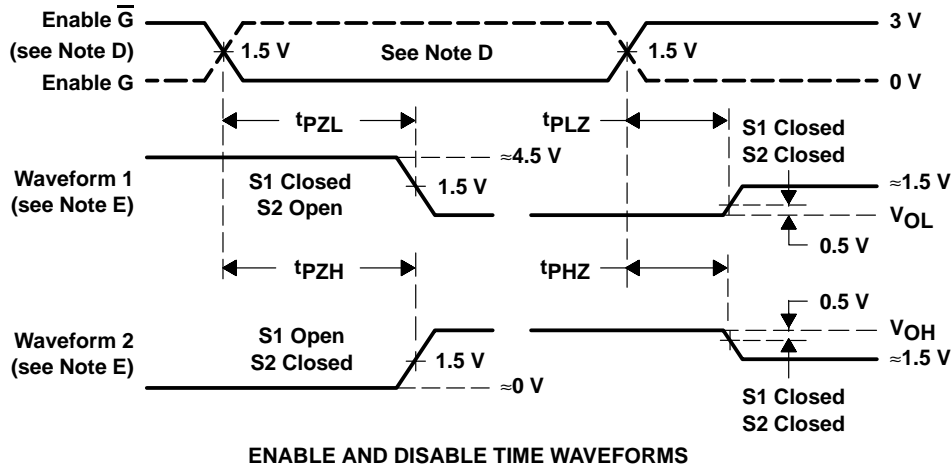 Enable G̅
(see Note D)
Enable G
1.5 V
See Note D
1.5 V
3 V
0 V
tPZL
tPLZ
S1 Closed
S2 Closed
≈4.5 V
Waveform 1
(see Note E)
S1 Closed
S2 Open
1.5 V
≈1.5 V
VOL
0.5 V
tPZH
tPHZ
0.5 V
Waveform 2
(see Note E)
S1 Open
S2 Closed
1.5 V
VOH
≈1.5 V
≈0 V
S1 Closed
S2 Closed
ENABLE AND DISABLE TIME WAVEFORMS